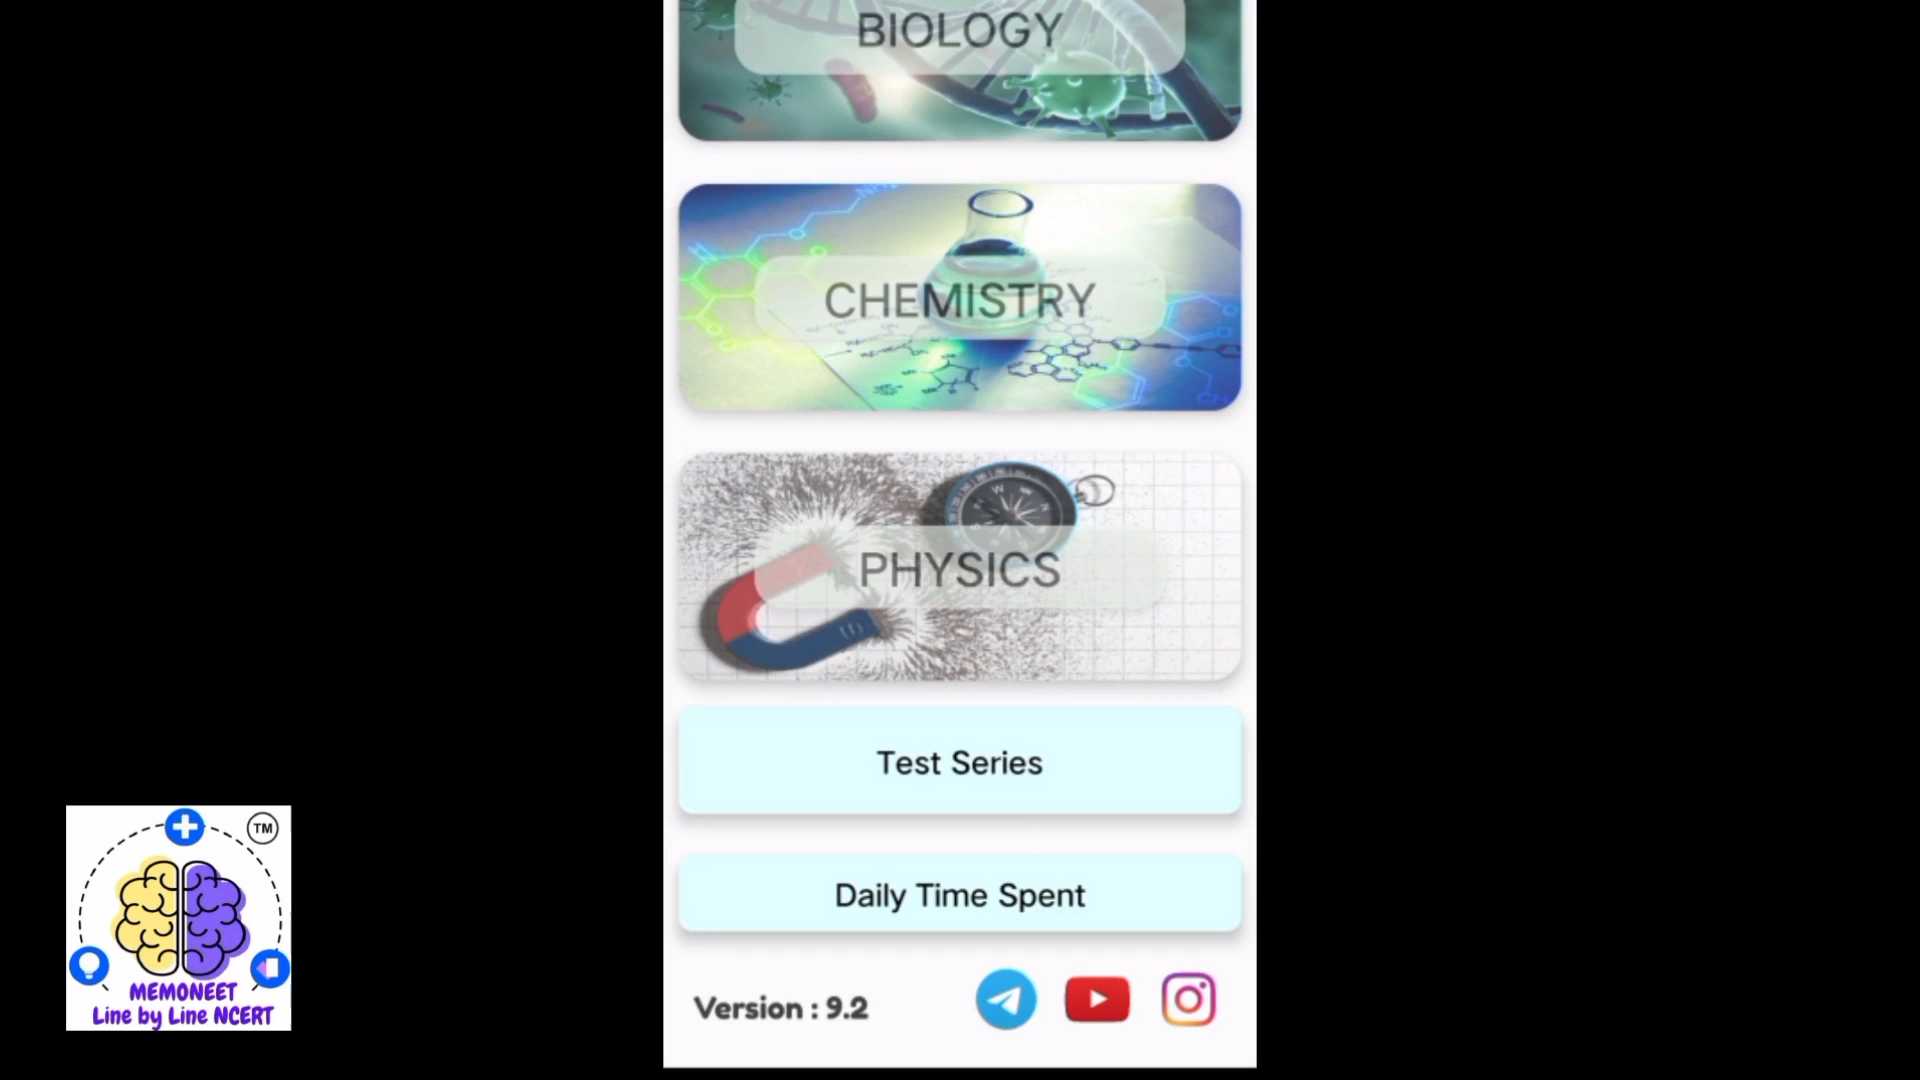 BIOLOGY
CHEMISTRY
PHYSICS
Test Series
Daily Time Spent
Version : 9.2
TM
MEMONEET
Line by Line NCERT